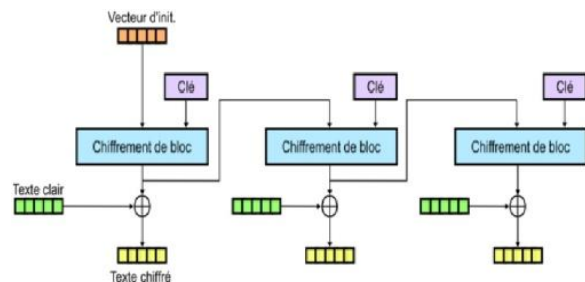 Vecteur d'init.
Clé
Clé
Clé
Chiffrement de bloc
Chiffrement de bloc
Chiffrement de bloc
Texte clair
Texte chiffré